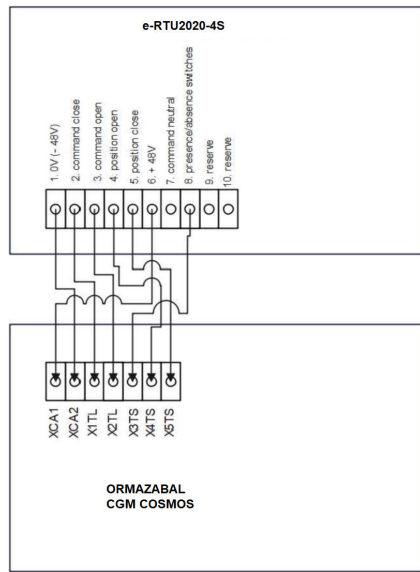 e-RTU2020-4S
1. 0V (- 48V)
2. command close
3. command open
4. position open
5. position close
6. + 48V
7. command neutral
8. presence/absence switches
9. reserve
10. reserve
XCA1
XCA2
X1TL
X2TL
X3TS
X4TS
X5TS
ORMAZABAL
CGM COSMOS